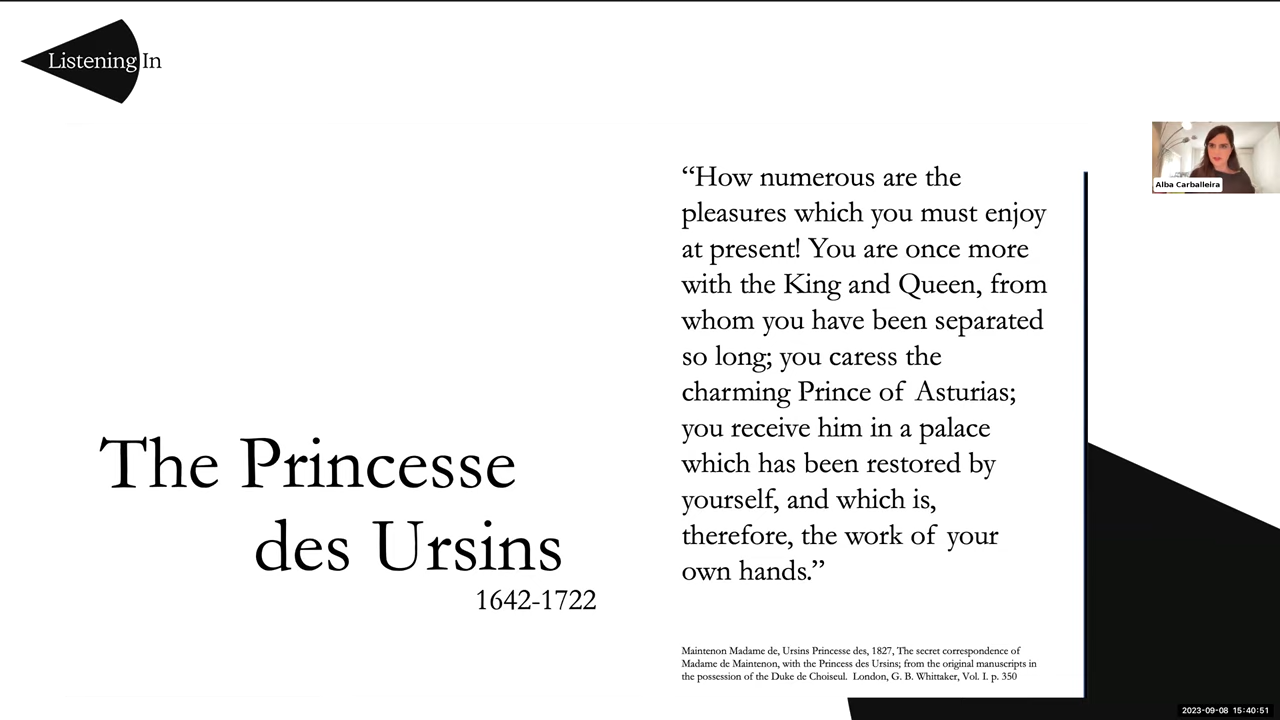 Listening In
“How numerous are the
pleasures which you must enjoy
at present! You are once more
with the King and Queen, from
whom you have been separated
so long; you caress the
charming Prince of Asturias;
you receive him in a palace
which has been restored by
yourself, and which is,
therefore, the work of your
own hands.”
The Princesse
des Ursins
1642-1722
Maintenon Madame de, Ursins Princesse des, 1827, The secret correspondence of
Madame de Maintenon, with the Princess des Ursins; from the original manuscripts in
the possession of the Duke de Choiseul. London, G. B. Whittaker, Vol. I. p. 350
Alba Carballeira
2023-09-08 15:40:51